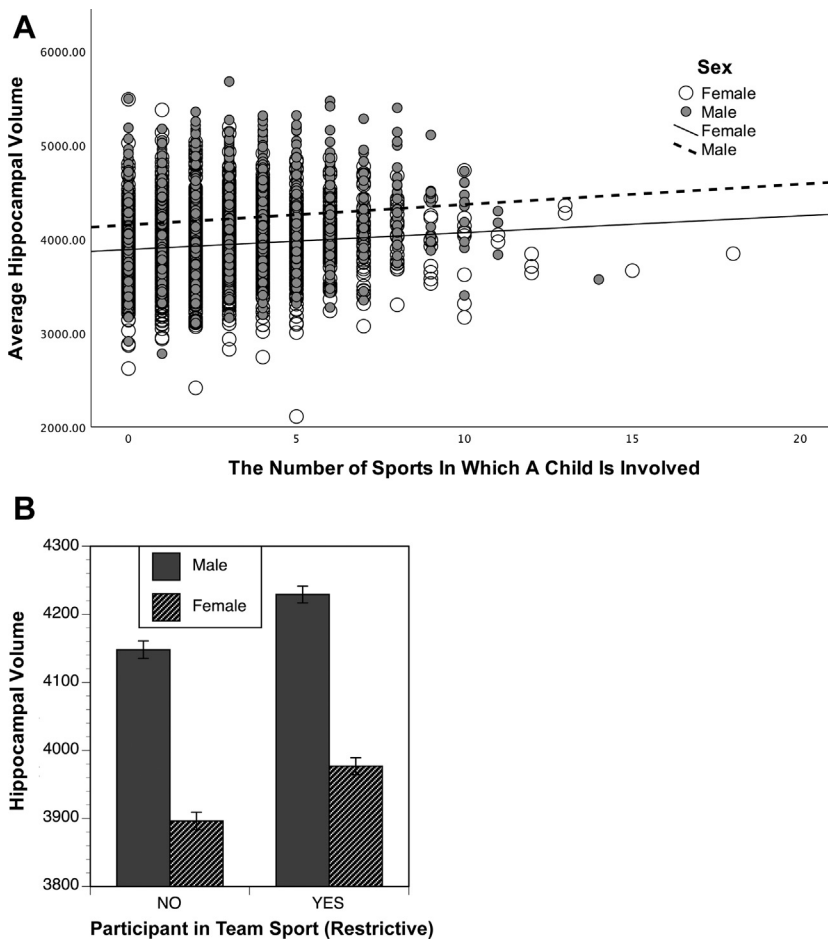 A
Average Hippocampal Volume
6000.00
5000.00
4000.00
3000.00
2000.00
Sex
Female
Male
Female
Male
0 5 10 15 20
The Number of Sports In Which A Child Is Involved
B
Hippocampal Volume
4300
4200
4100
4000
3900
3800
Male
Female
NO YES
Participant in Team Sport (Restrictive)